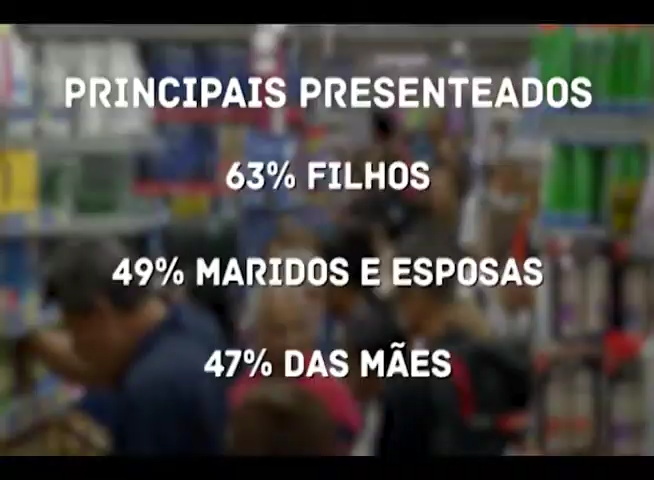 PRINCIPAIS PRESENTEADOS
63% FILHOS
49% MARIDOS E ESPOSAS
47% DAS MÃES